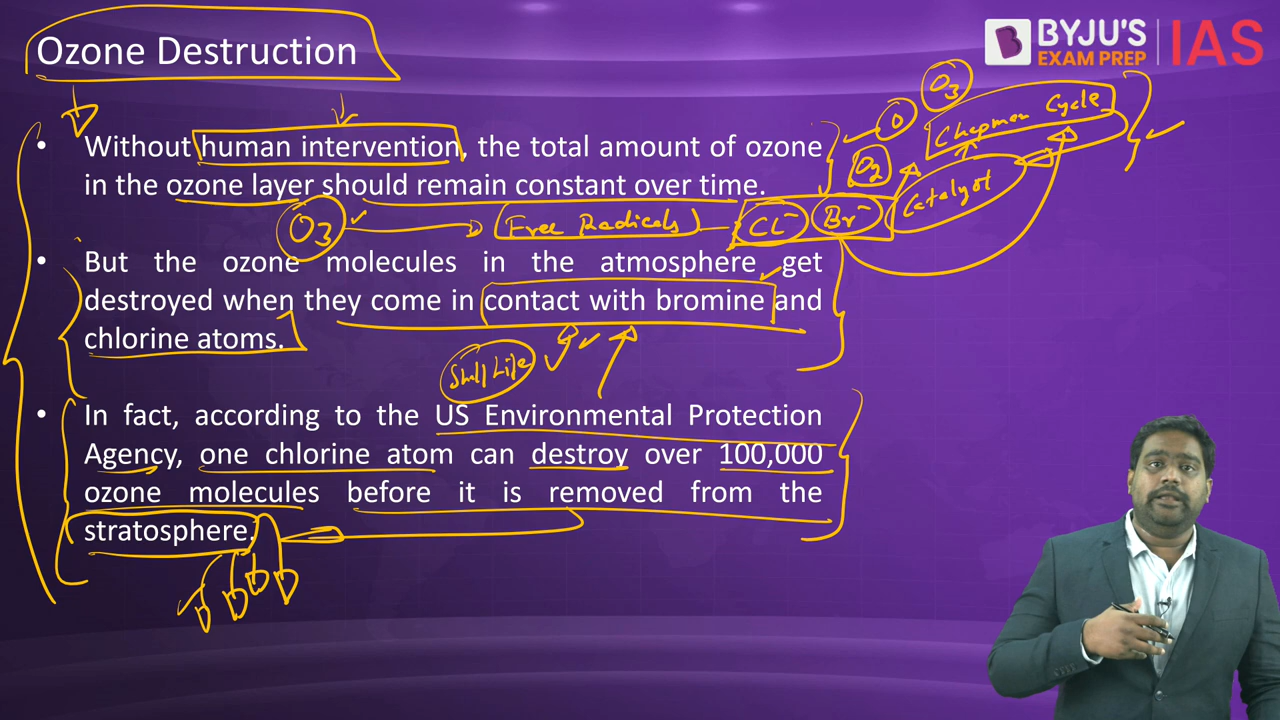 Ozone Destruction
BYJU'S
EXAM PREP
IAS
O3
Chapman Cycle
O
• Without human intervention, the total amount of ozone
O2
in the ozone layer should remain constant over time.
Catalyst
O3 Free Radicals Cl⁻ Br⁻
• But the ozone molecules in the atmosphere get
destroyed when they come in contact with bromine and
chlorine atoms.
Shelf Life
• In fact, according to the US Environmental Protection
Agency, one chlorine atom can destroy over 100,000
ozone molecules before it is removed from the
stratosphere.